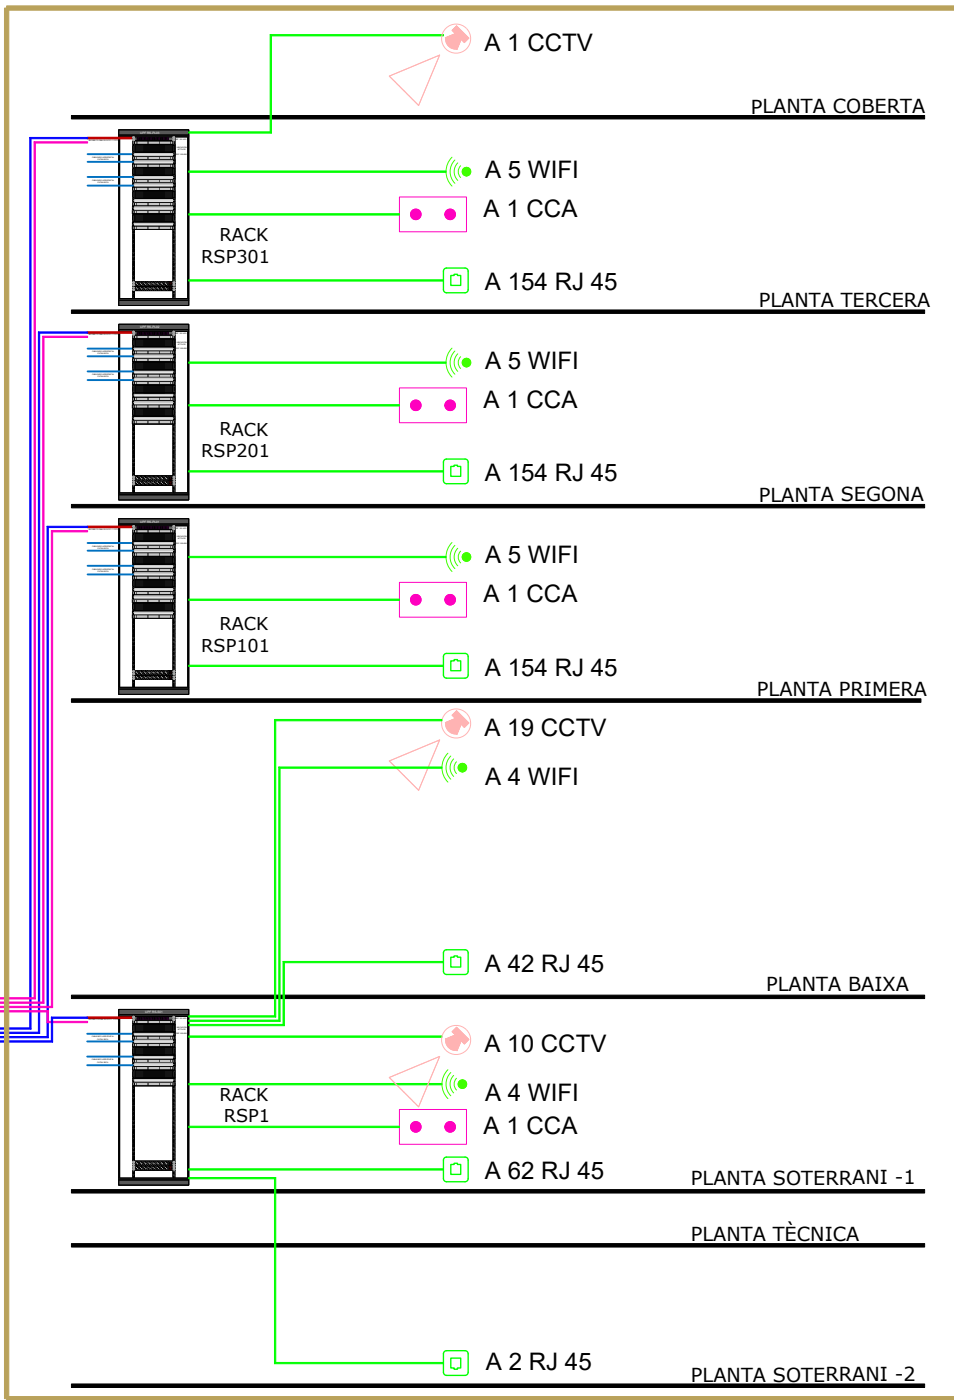 A 1 CCTV
PLANTA COBERTA
A 5 WIFI
A 1 CCA
RACK
RSP301
A 154 RJ 45
PLANTA TERCERA
A 5 WIFI
A 1 CCA
RACK
RSP201
A 154 RJ 45
PLANTA SEGONA
A 5 WIFI
A 1 CCA
RACK
RSP101
A 154 RJ 45
PLANTA PRIMERA
A 19 CCTV
A 4 WIFI
A 42 RJ 45
PLANTA BAIXA
A 10 CCTV
A 4 WIFI
RACK
RSP1
A 1 CCA
A 62 RJ 45
PLANTA SOTERRANI -1
PLANTA TÈCNICA
A 2 RJ 45
PLANTA SOTERRANI -2